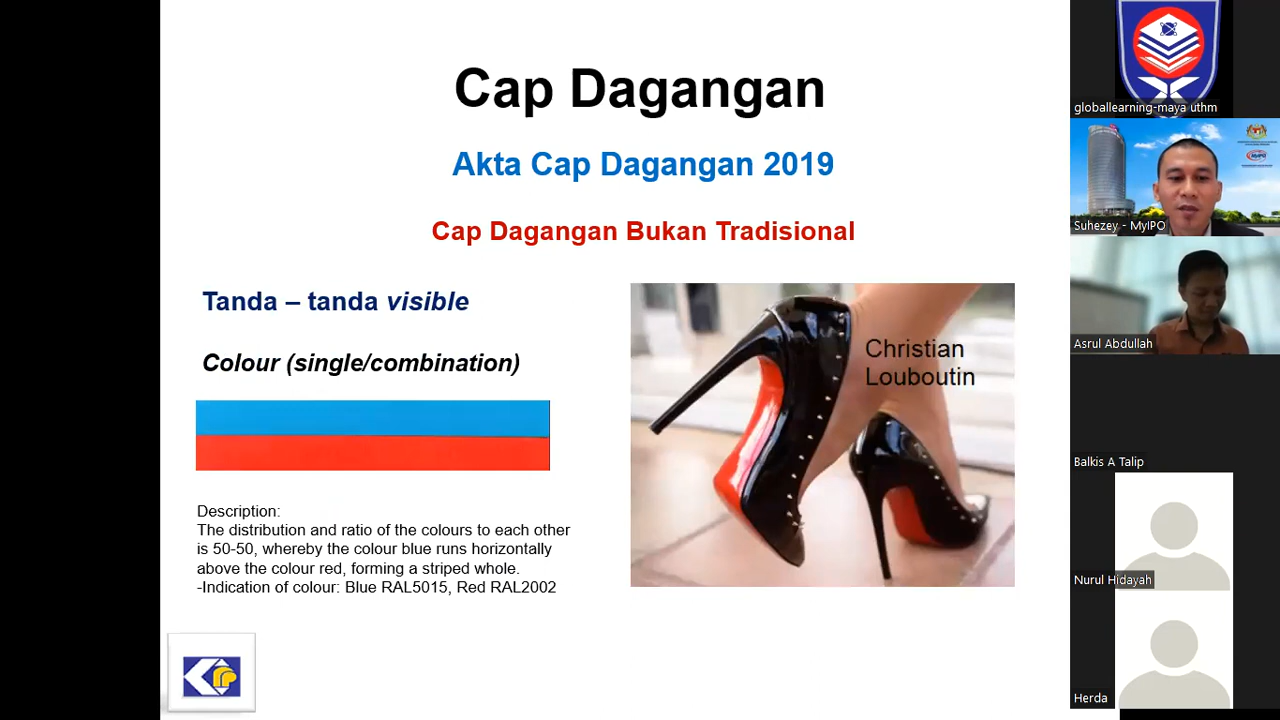 Cap Dagangan
Akta Cap Dagangan 2019
Cap Dagangan Bukan Tradisional
Tanda – tanda visible
Colour (single/combination)
Christian
Louboutin
Description:
The distribution and ratio of the colours to each other
is 50-50, whereby the colour blue runs horizontally
above the colour red, forming a striped whole.
-Indication of colour: Blue RAL5015, Red RAL2002
globallearning-maya uthm
MyIPO
Suhezey - MyIPO
Asrul Abdullah
Balkis A Talip
Nurul Hidayah
Herda